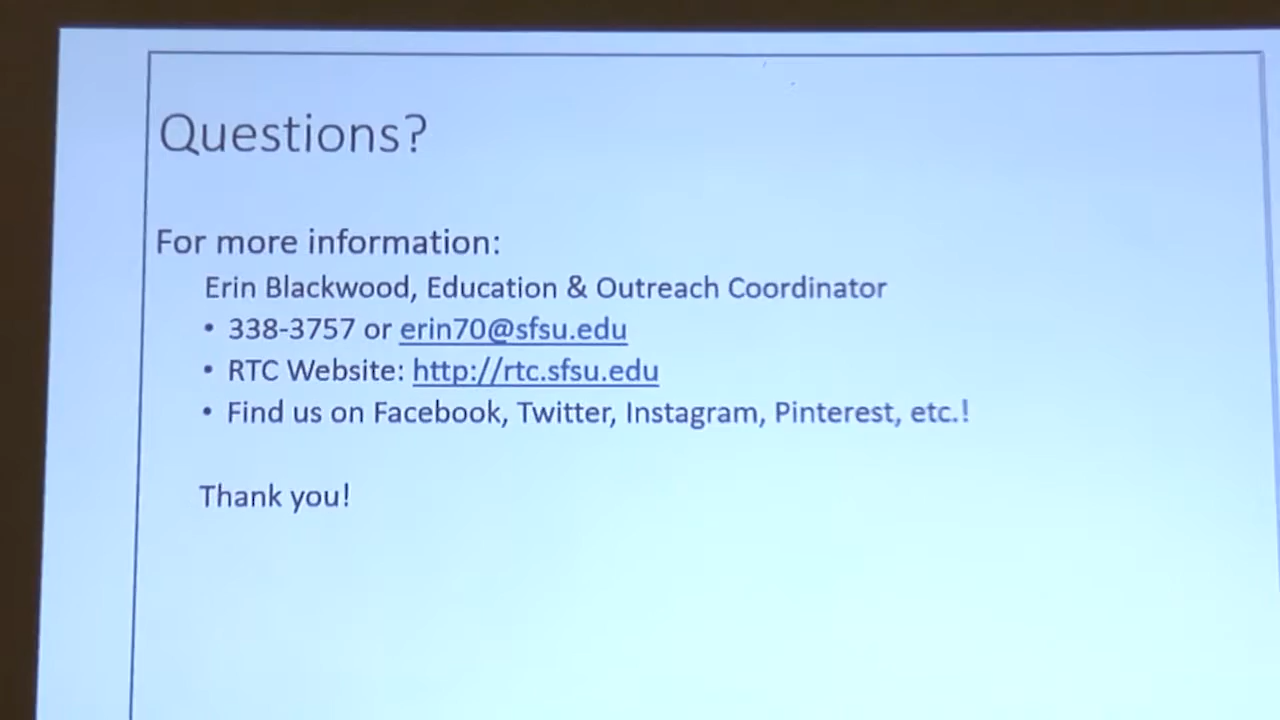 Questions?
For more information:
Erin Blackwood, Education & Outreach Coordinator
• 338-3757 or erin70@sfsu.edu
• RTC Website: http://rtc.sfsu.edu
• Find us on Facebook, Twitter, Instagram, Pinterest, etc.!
Thank you!